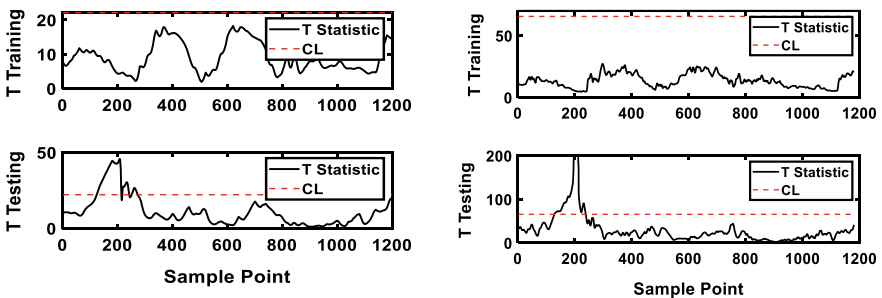 T Training
20
10
0
T Statistic
CL
0 200 400 600 800 1000 1200
T Testing
50
0
T Statistic
CL
0 200 400 600 800 1000 1200
Sample Point
T Training
50
0
T Statistic
CL
0 200 400 600 800 1000 1200
T Testing
200
100
0
T Statistic
CL
0 200 400 600 800 1000 1200
Sample Point